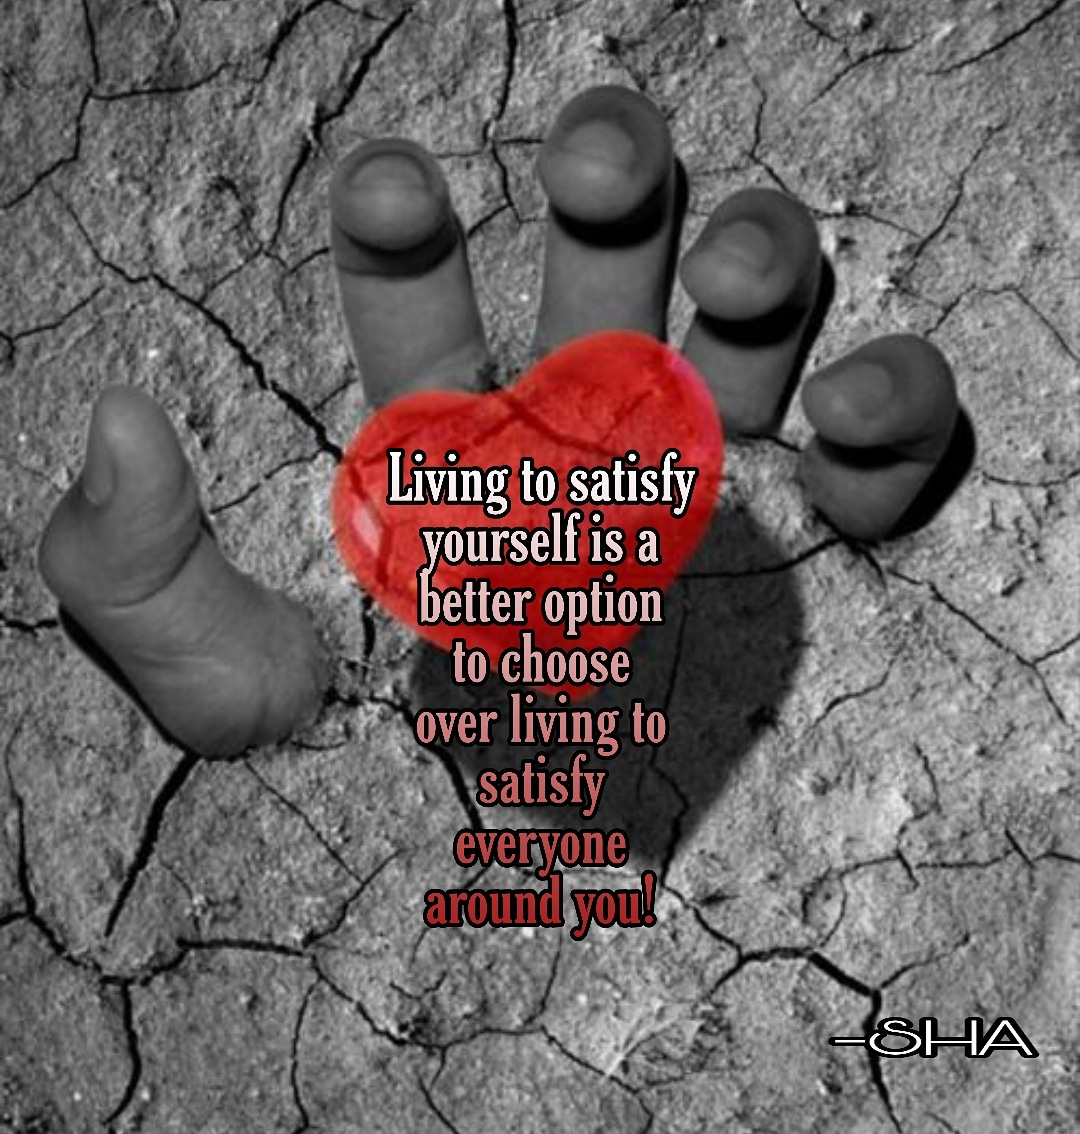 Living to satisfy
yourself is a
better option
to choose
over living to
satisfy
everyone
around you!
-SHA